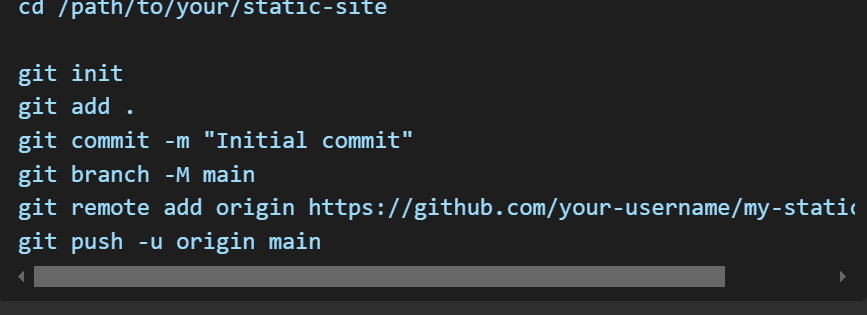 cd /path/to/your/static-site
git init
git add .
git commit -m "Initial commit"
git branch -M main
git remote add origin https://github.com/your-username/my-static
git push -u origin main